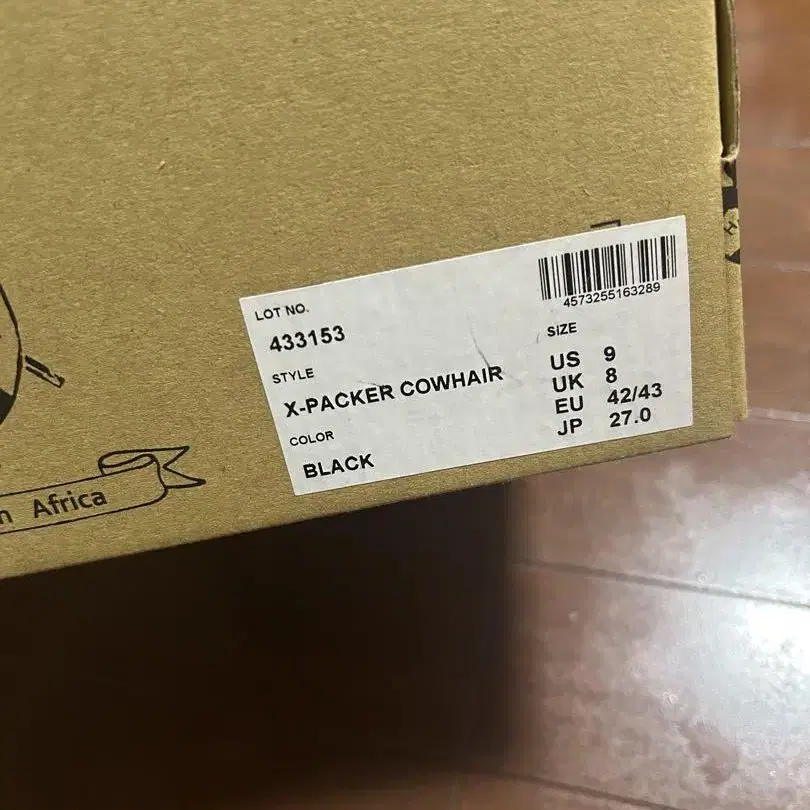 LOT NO.
433153
STYLE
X-PACKER COWHAIR
COLOR
BLACK
4573255163289
SIZE
US 9
UK 8
EU 42/43
JP 27.0
n Africa